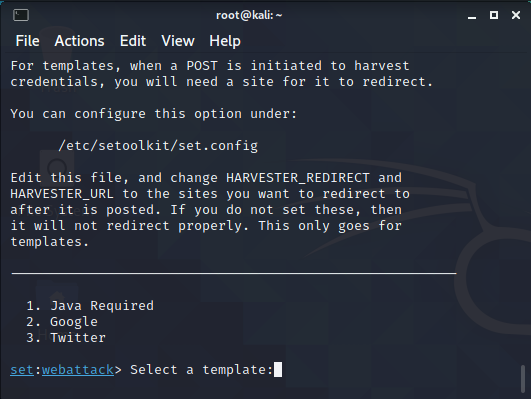 root@kali: ~
File Actions Edit View Help
For templates, when a POST is initiated to harvest
credentials, you will need a site for it to redirect.
You can configure this option under:
/etc/setoolkit/set.config
Edit this file, and change HARVESTER_REDIRECT and
HARVESTER_URL to the sites you want to redirect to
after it is posted. If you do not set these, then
it will not redirect properly. This only goes for
templates.
1. Java Required
2. Google
3. Twitter
set:webattack> Select a template: